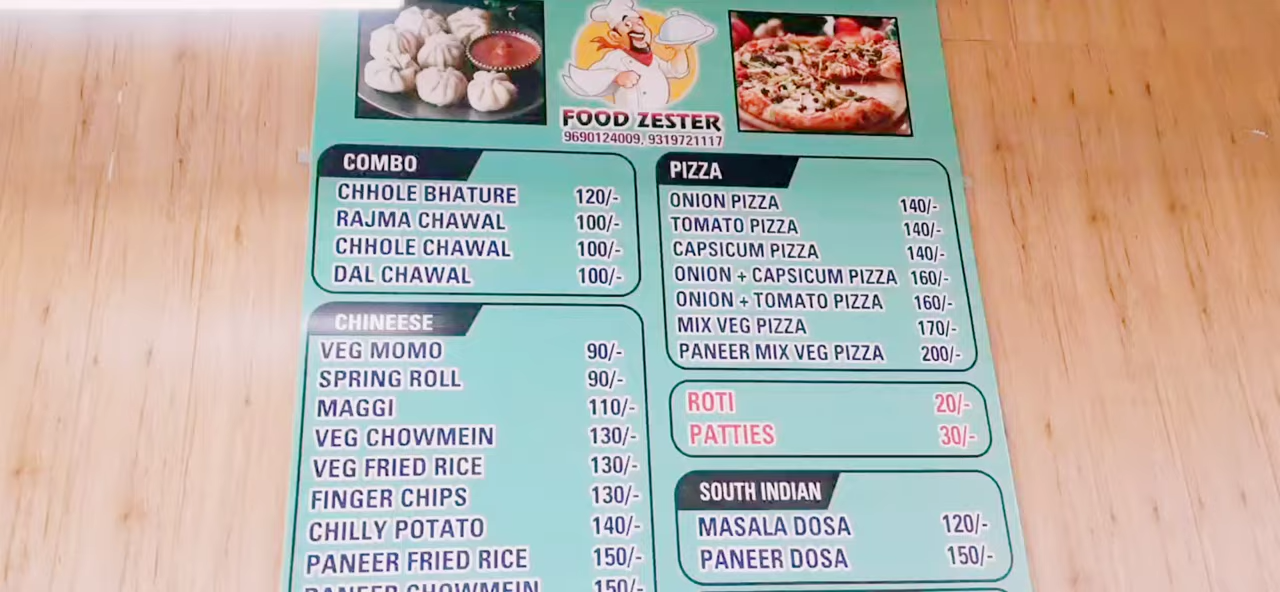 FOOD ZESTER
9690124009, 9319721117
COMBO
CHHOLE BHATURE 120/-
RAJMA CHAWAL 100/-
CHHOLE CHAWAL 100/-
DAL CHAWAL 100/-
CHINEESE
VEG MOMO 90/-
SPRING ROLL 90/-
MAGGI 110/-
VEG CHOWMEIN 130/-
VEG FRIED RICE 130/-
FINGER CHIPS 130/-
CHILLY POTATO 140/-
PANEER FRIED RICE 150/-
PANEER CHOWMEIN 150/-
PIZZA
ONION PIZZA 140/-
TOMATO PIZZA 140/-
CAPSICUM PIZZA 140/-
ONION + CAPSICUM PIZZA 160/-
ONION + TOMATO PIZZA 160/-
MIX VEG PIZZA 170/-
PANEER MIX VEG PIZZA 200/-
ROTI 20/-
PATTIES 30/-
SOUTH INDIAN
MASALA DOSA 120/-
PANEER DOSA 150/-